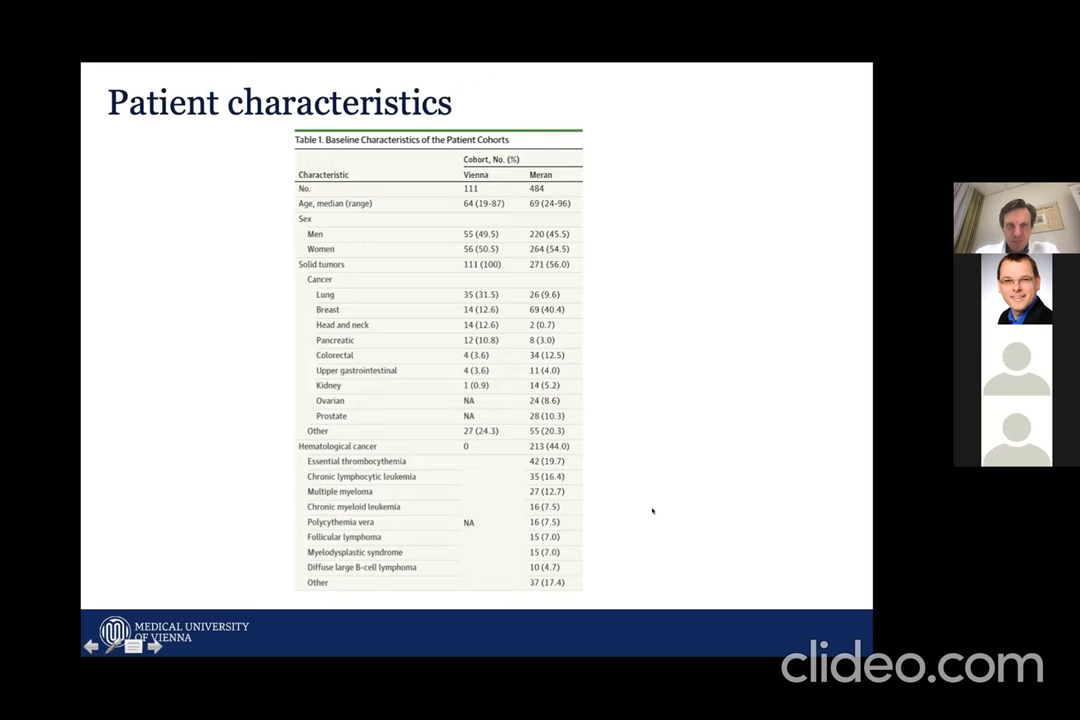 Patient characteristics
Table 1. Baseline Characteristics of the Patient Cohorts
Cohort, No. (%)
Characteristic Vienna Meran
No. 111 484
Age, median (range) 64 (19-87) 69 (24-96)
Sex
Men 55 (49.5) 220 (45.5)
Women 56 (50.5) 264 (54.5)
Solid tumors 111 (100) 271 (56.0)
Cancer
Lung 35 (31.5) 26 (9.6)
Breast 14 (12.6) 69 (40.4)
Head and neck 14 (12.6) 2 (0.7)
Pancreatic 12 (10.8) 8 (3.0)
Colorectal 4 (3.6) 34 (12.5)
Upper gastrointestinal 4 (3.6) 11 (4.0)
Kidney 1 (0.9) 14 (5.2)
Ovarian NA 24 (8.6)
Prostate NA 28 (10.3)
Other 27 (24.3) 55 (20.3)
Hematological cancer 0 213 (44.0)
Essential thrombocythemia 42 (19.7)
Chronic lymphocytic leukemia 35 (16.4)
Multiple myeloma 27 (12.7)
Chronic myeloid leukemia 16 (7.5)
Polycythemia vera NA 16 (7.5)
Follicular lymphoma 15 (7.0)
Myelodysplastic syndrome 15 (7.0)
Diffuse large B-cell lymphoma 10 (4.7)
Other 37 (17.4)
MEDICAL UNIVERSITY
OF VIENNA
clideo.com